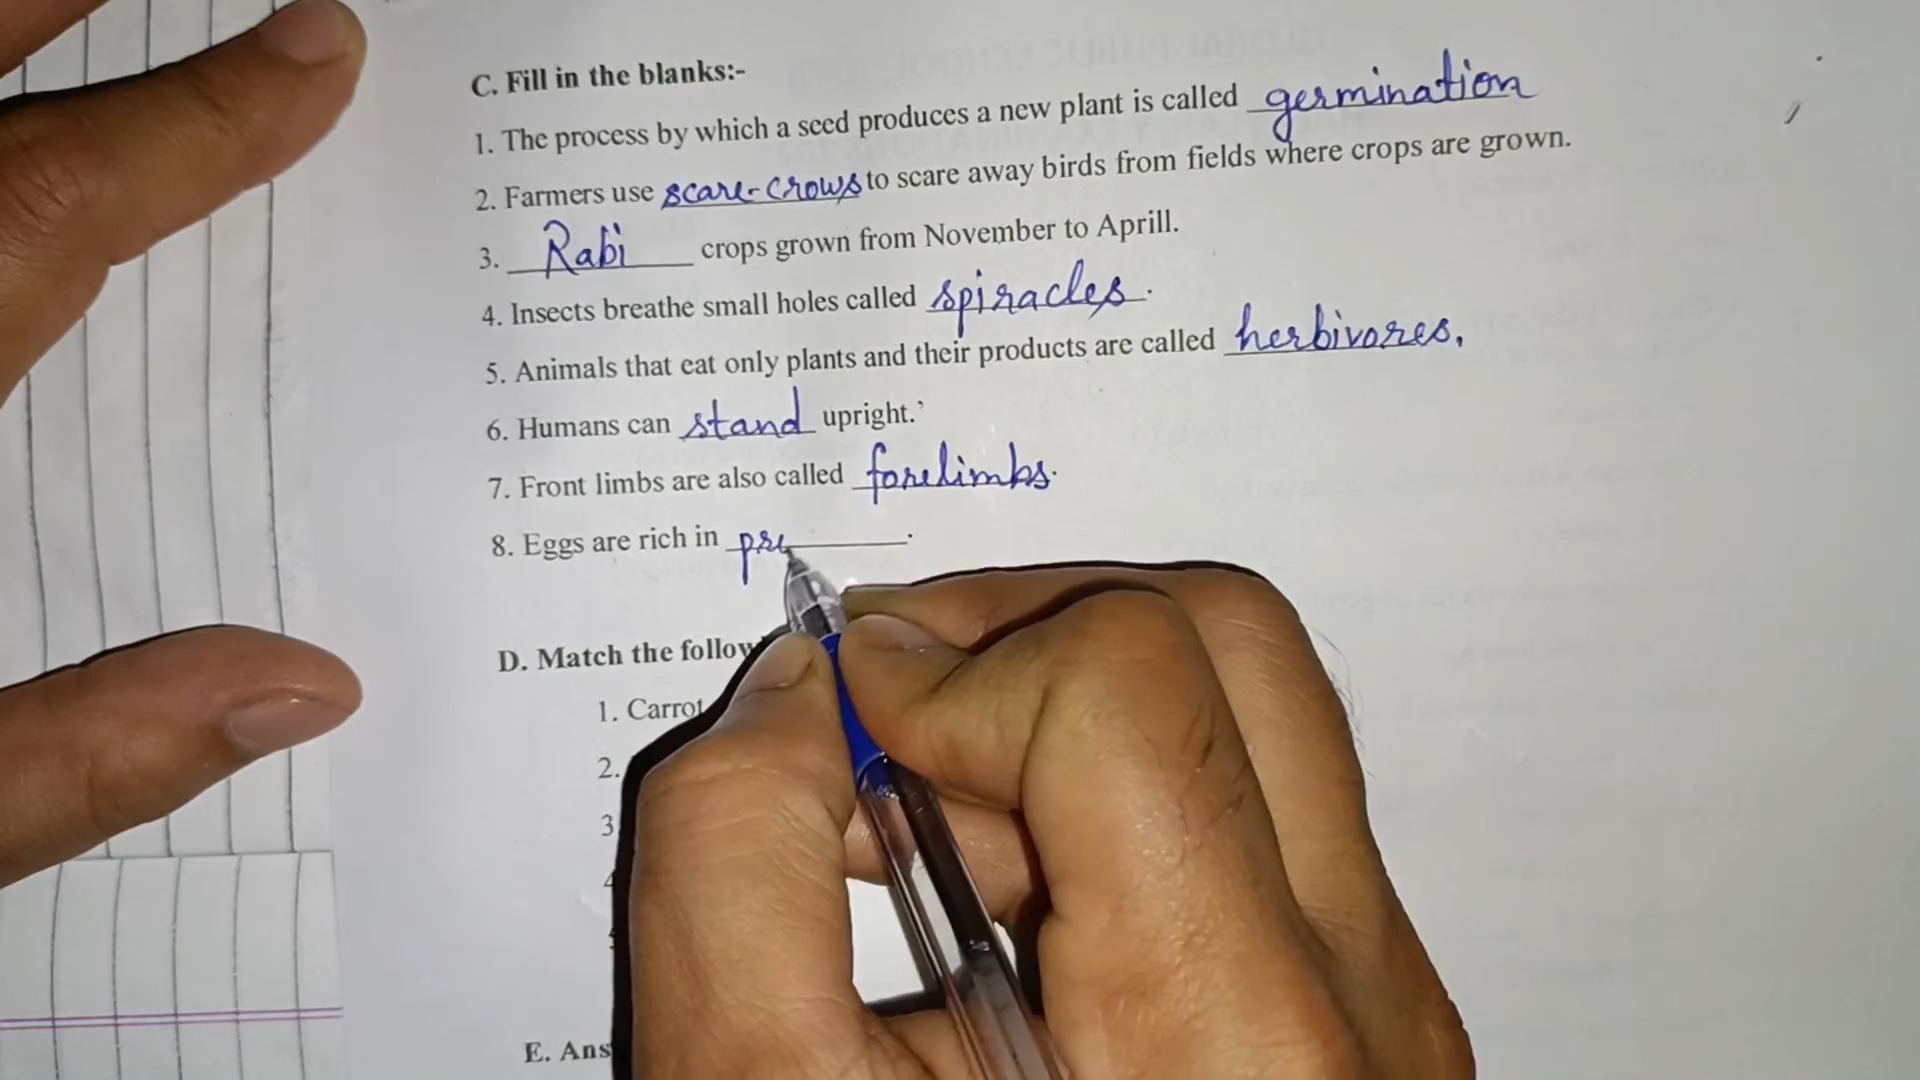 C. Fill in the blanks:-
1. The process by which a seed produces a new plant is called germination
2. Farmers use scare-crows to scare away birds from fields where crops are grown.
3. Rabi crops grown from November to Aprill.
4. Insects breathe small holes called spiracles.
5. Animals that eat only plants and their products are called herbivores.
6. Humans can stand upright.’
7. Front limbs are also called forelimbs.
8. Eggs are rich in pr .
D. Match the follow
1. Carrot
2.
3
E. Ans